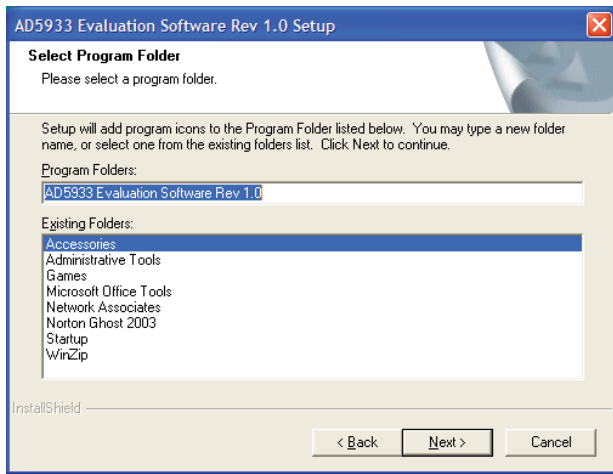 AD5933 Evaluation Software Rev 1.0 Setup
Select Program Folder
Please select a program folder.
Setup will add program icons to the Program Folder listed below. You may type a new folder
name, or select one from the existing folders list. Click Next to continue.
Program Folders:
AD5933 Evaluation Software Rev 1.0
Existing Folders:
Accessories
Administrative Tools
Games
Microsoft Office Tools
Network Associates
Norton Ghost 2003
Startup
WinZip
InstallShield
< Back Next > Cancel